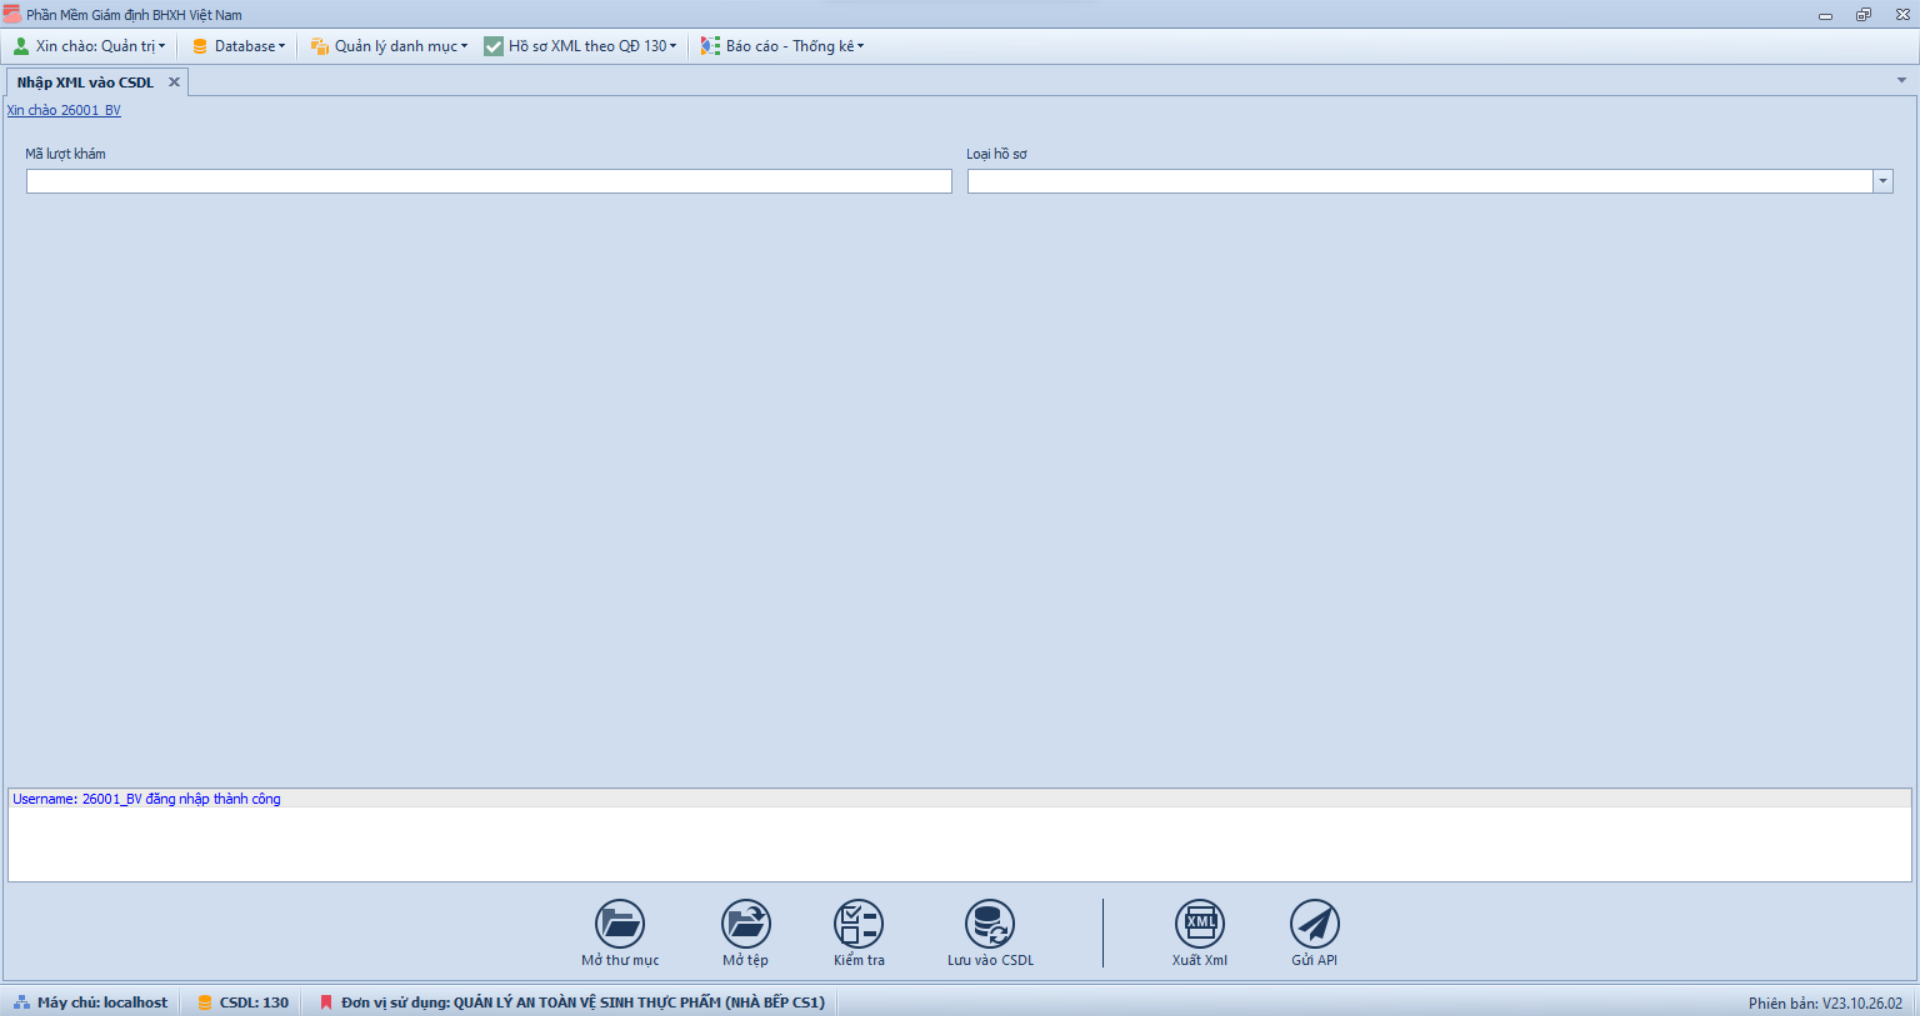 Phần Mềm Giám định BHXH Việt Nam
Xin chào: Quản trị
Database
Quản lý danh mục
Hồ sơ XML theo QĐ 130
Báo cáo - Thống kê
Nhập XML vào CSDL
Xin chào 26001_BV
Mã lượt khám
Loại hồ sơ
Username: 26001_BV đăng nhập thành công
Mở thư mục
Mở tệp
Kiểm tra
Lưu vào CSDL
XML
Xuất Xml
Gửi API
Máy chủ: localhost
CSDL: 130
Đơn vị sử dụng: QUẢN LÝ AN TOÀN VỆ SINH THỰC PHẨM (NHÀ BẾP CS1)
Phiên bản: V23.10.26.02